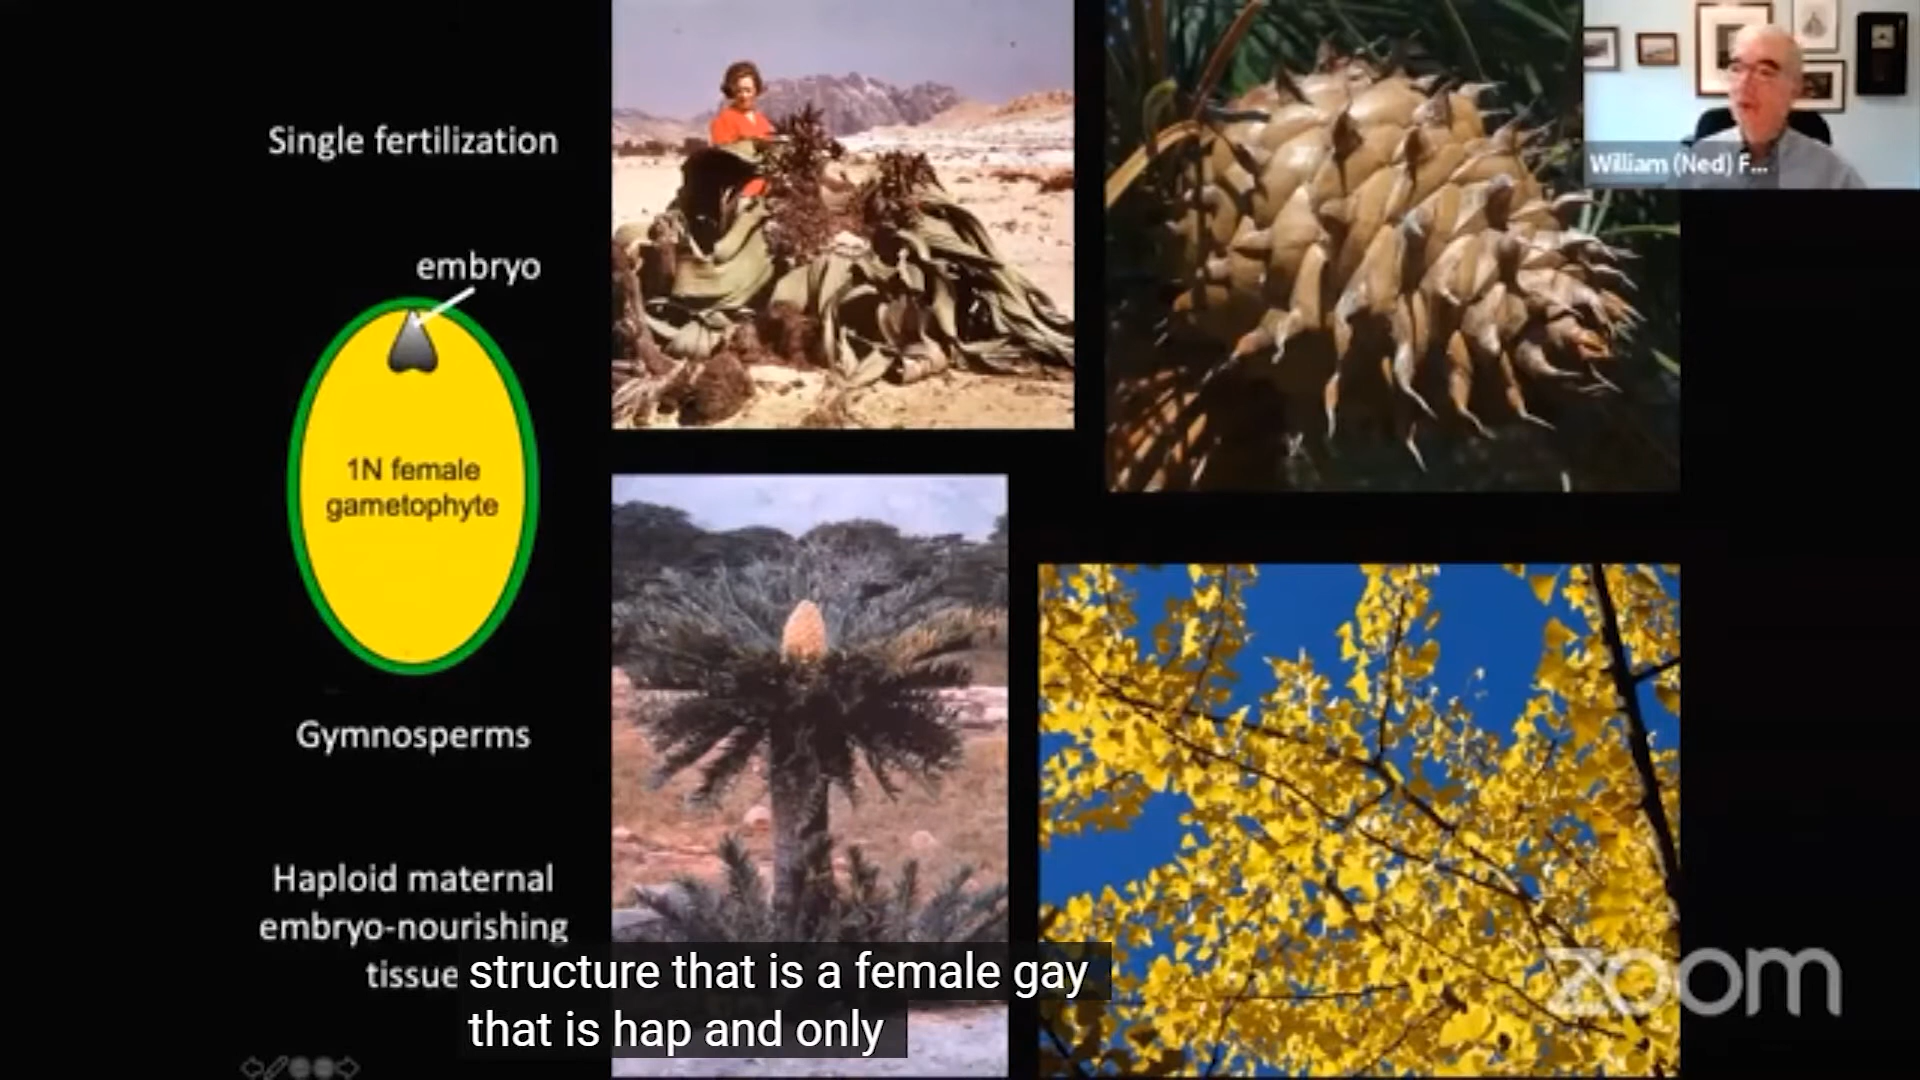 Single fertilization
embryo
1N female
gametophyte
Gymnosperms
Haploid maternal
embryo-nourishing
tissue
William (Ned) F...
structure that is a female gay
that is hap and only
zoom